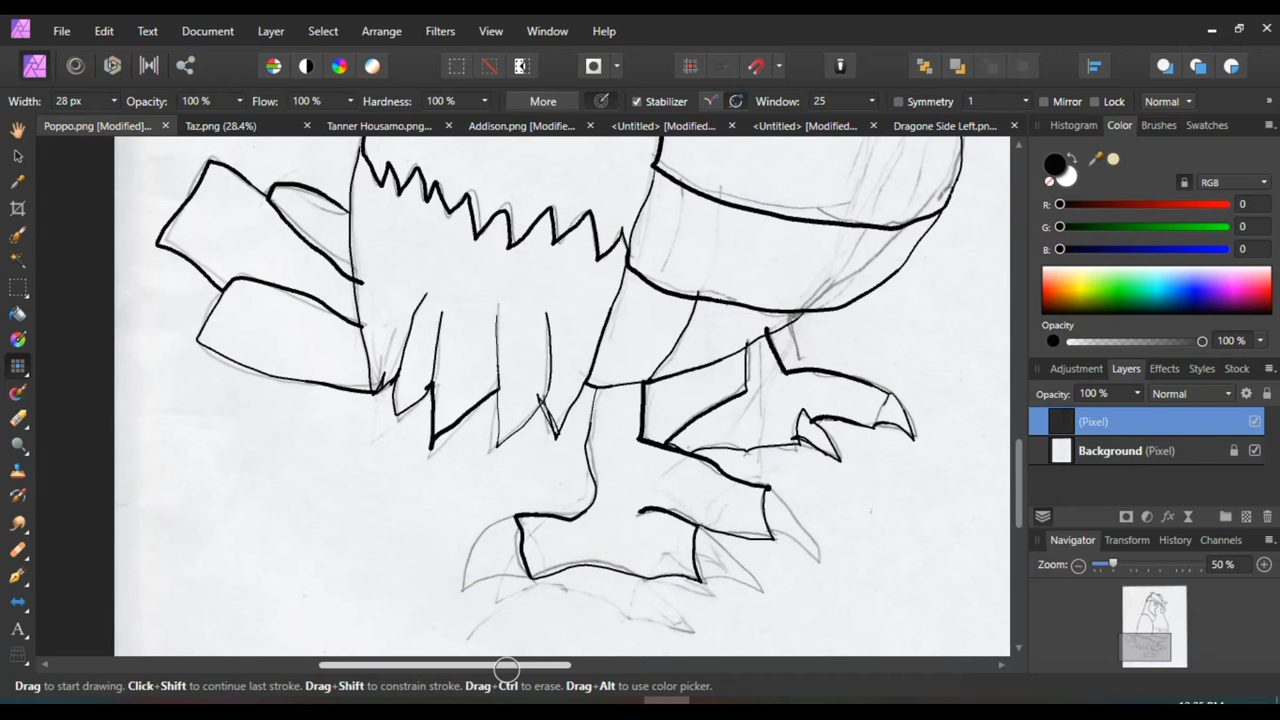 File Edit Text Document Layer Select Arrange Filters View Window Help
Width: 28 px Opacity: 100 % Flow: 100 % Hardness: 100 % More Stabilizer Window: 25 Symmetry 1 Mirror Lock Normal
Poppo.png [Modified]... Taz.png (28.4%) Tanner Housamo.png... Addison.png [Modifie... <Untitled> [Modified]... <Untitled> [Modified]... Dragone Side Left.pn...
Histogram Color Brushes Swatches
RGB
R: 0
G: 0
B: 0
Opacity
100 %
Adjustment Layers Effects Styles Stock
Opacity: 100 % Normal
(Pixel)
Background (Pixel)
Navigator Transform History Channels
Zoom: 50 %
Drag to start drawing. Click+Shift to continue last stroke. Drag+Shift to constrain stroke. Drag+Ctrl to erase. Drag+Alt to use color picker.